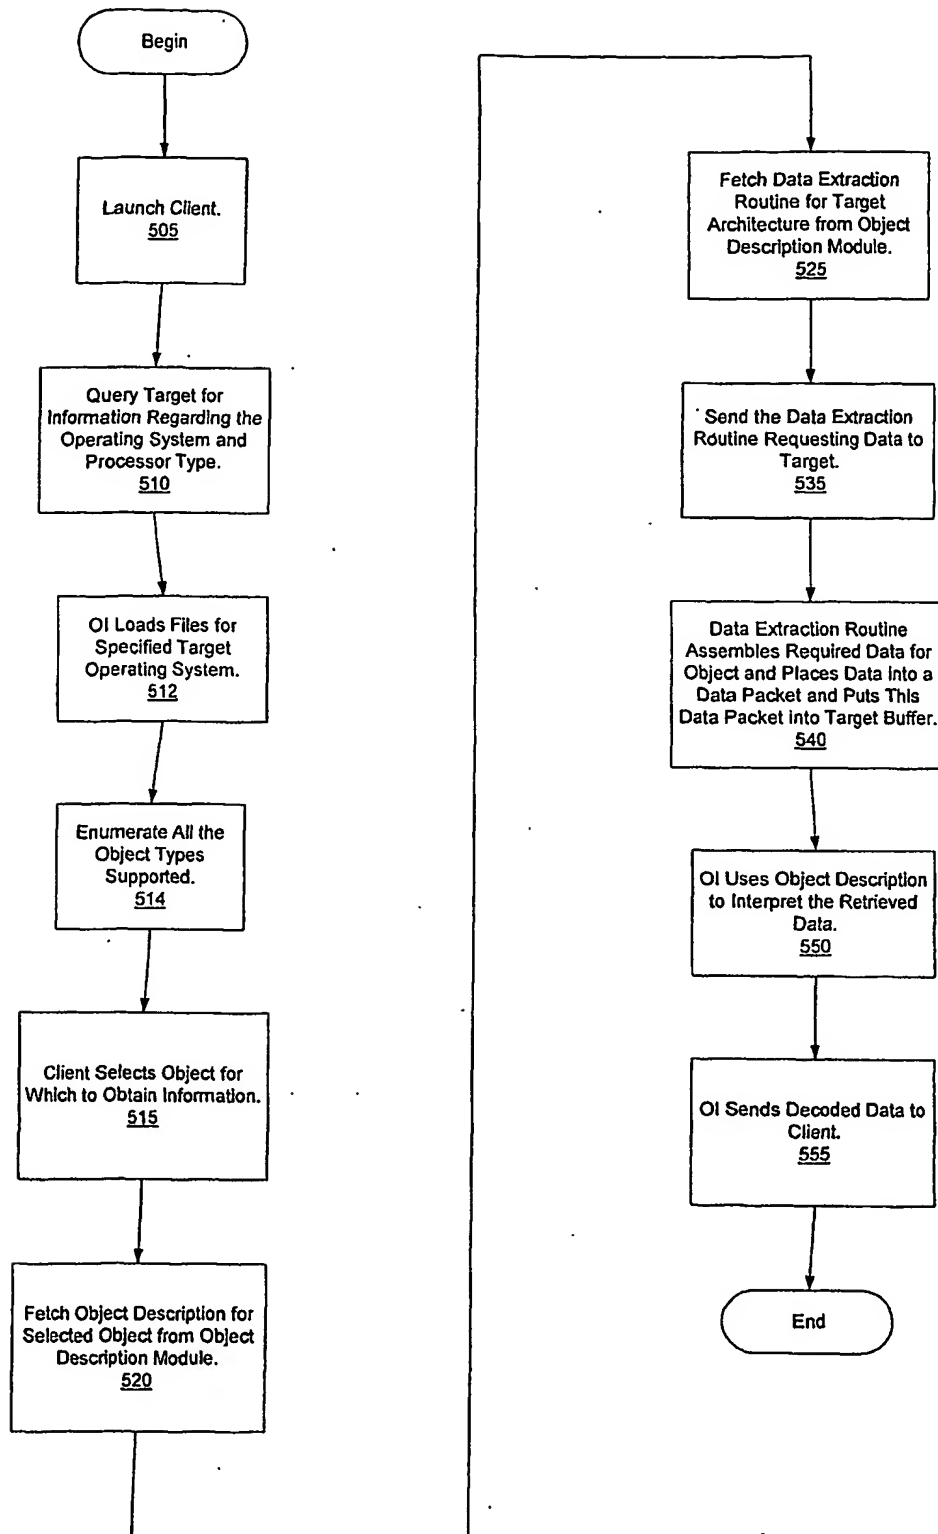 Begin
Launch Client.
505
Query Target for
Information Regarding the
Operating System and
Processor Type.
510
OI Loads Files for
Specified Target
Operating System.
512
Enumerate All the
Object Types
Supported.
514
Client Selects Object for
Which to Obtain Information.
515
Fetch Object Description for
Selected Object from Object
Description Module.
520
Fetch Data Extraction
Routine for Target
Architecture from Object
Description Module.
525
Send the Data Extraction
Routine Requesting Data to
Target.
535
Data Extraction Routine
Assembles Required Data for
Object and Places Data into a
Data Packet and Puts This
Data Packet into Target Buffer.
540
OI Uses Object Description
to Interpret the Retrieved
Data.
550
OI Sends Decoded Data to
Client.
555
End